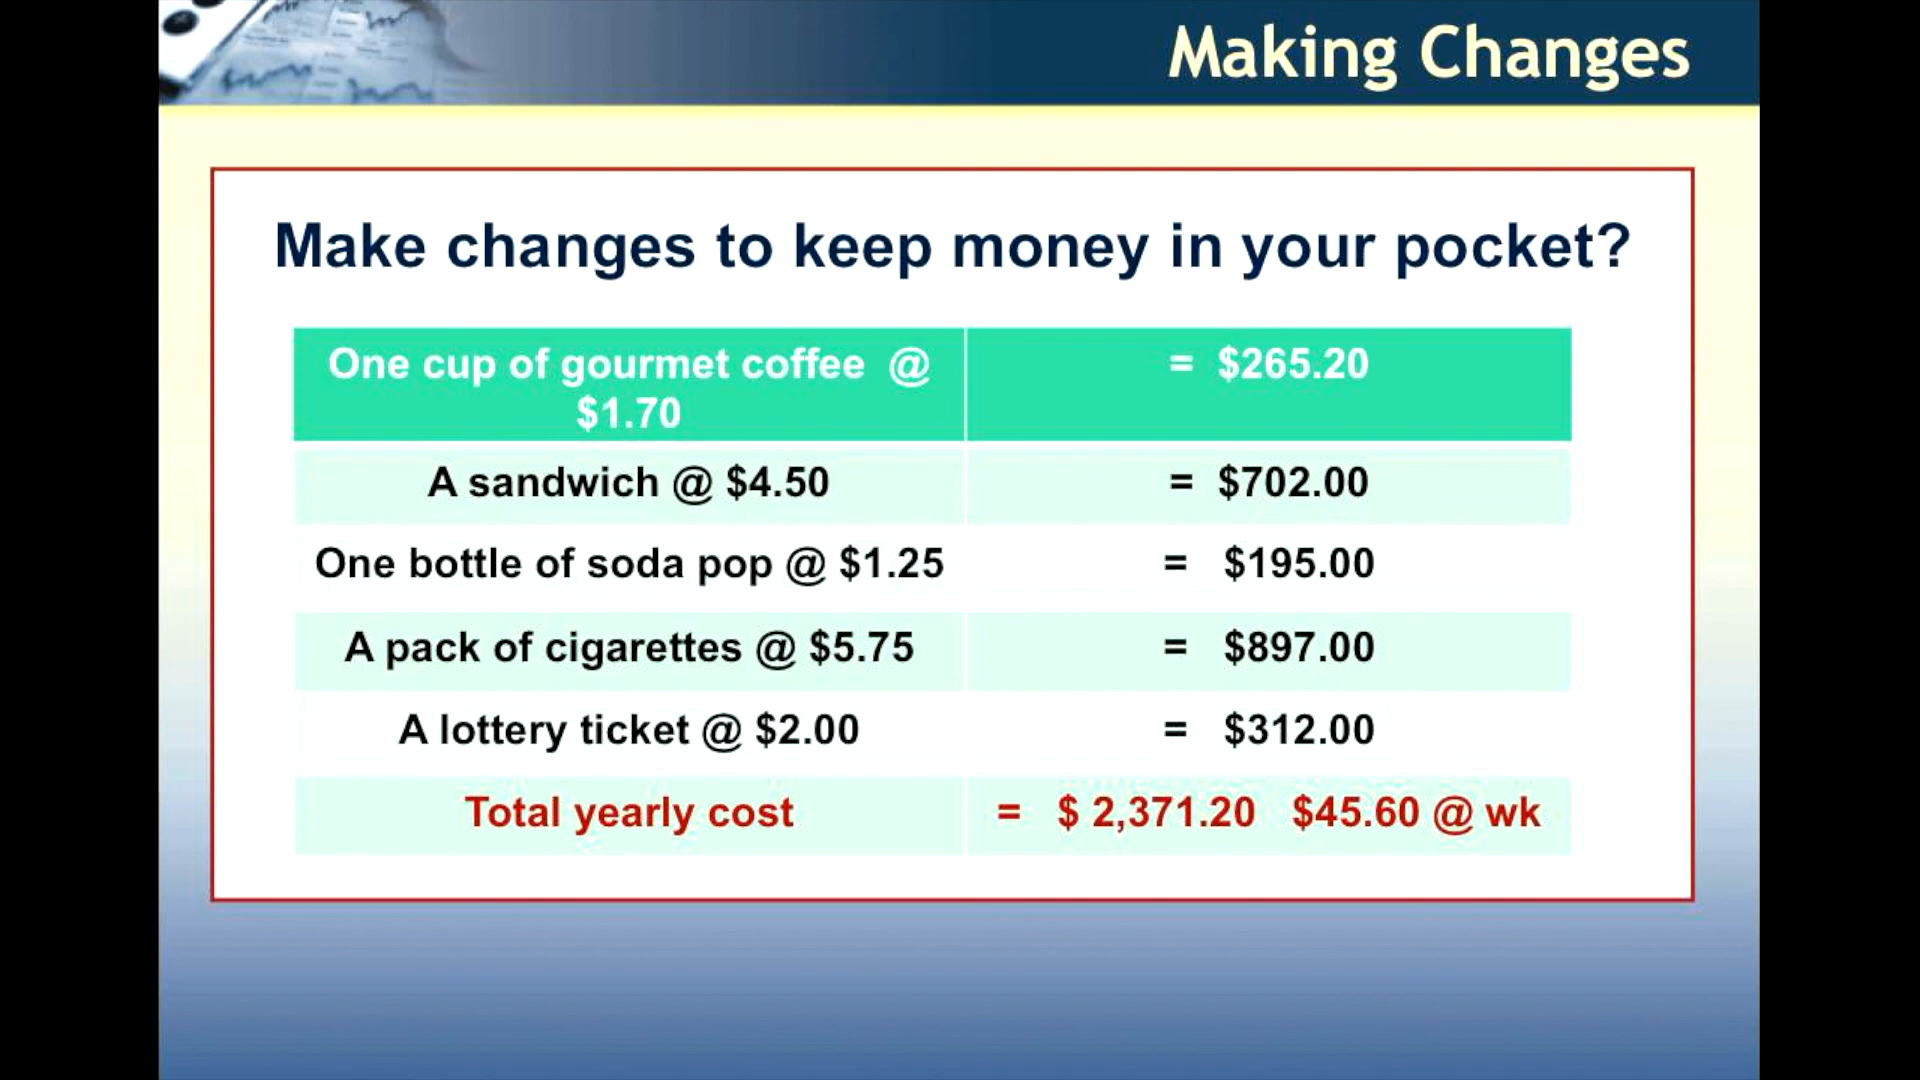 Making Changes
Make changes to keep money in your pocket?
One cup of gourmet coffee @ = $265.20
$1.70
A sandwich @ $4.50 = $702.00
One bottle of soda pop @ $1.25 = $195.00
A pack of cigarettes @ $5.75 = $897.00
A lottery ticket @ $2.00 = $312.00
Total yearly cost = $ 2,371.20 $45.60 @ wk